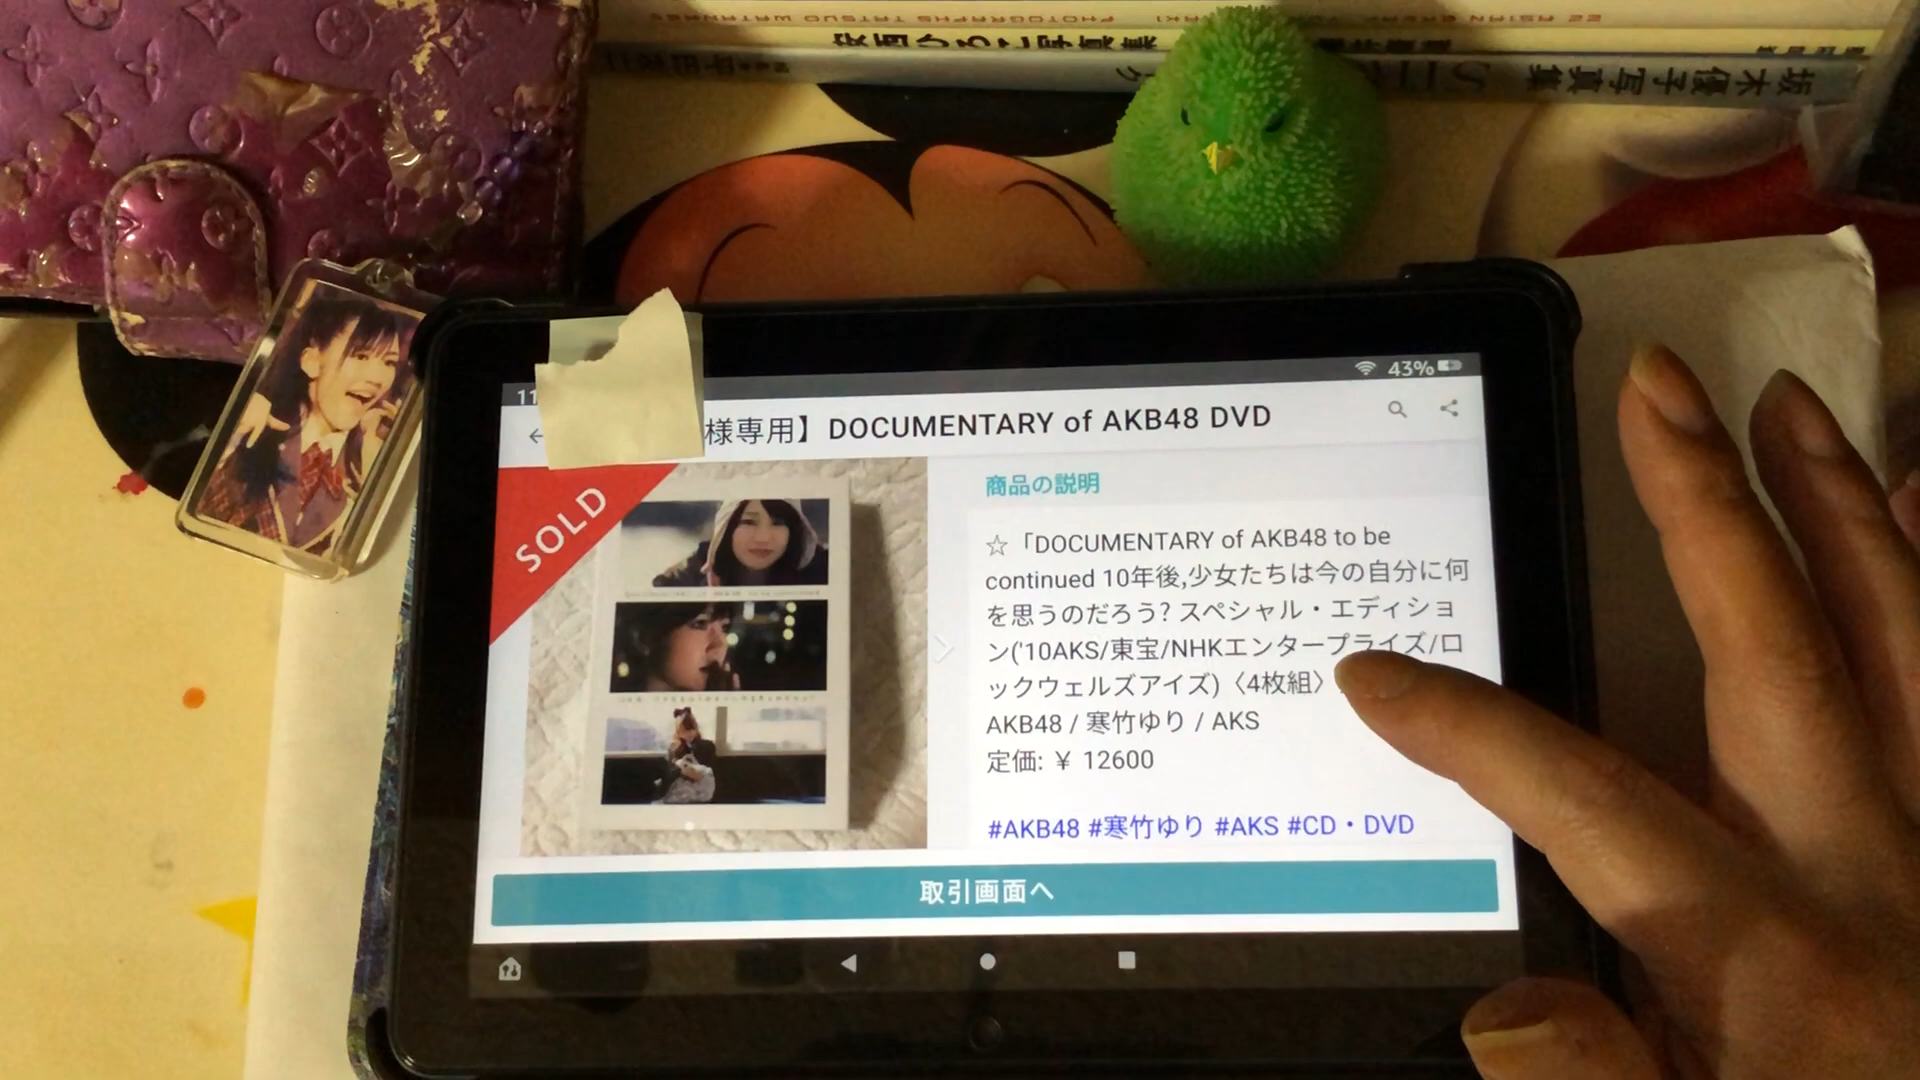 坂木優子写真集
11
43%
様専用】DOCUMENTARY of AKB48 DVD
SOLD
商品の説明
☆「DOCUMENTARY of AKB48 to be
continued 10年後,少女たちは今の自分に何
を思うのだろう? スペシャル・エディショ
ン('10AKS/東宝/NHKエンタープライズ/ロ
ックウェルズアイズ)〈4枚組〉
AKB48 / 寒竹ゆり / AKS
定価: ¥ 12600
#AKB48 #寒竹ゆり #AKS #CD・DVD
取引画面へ